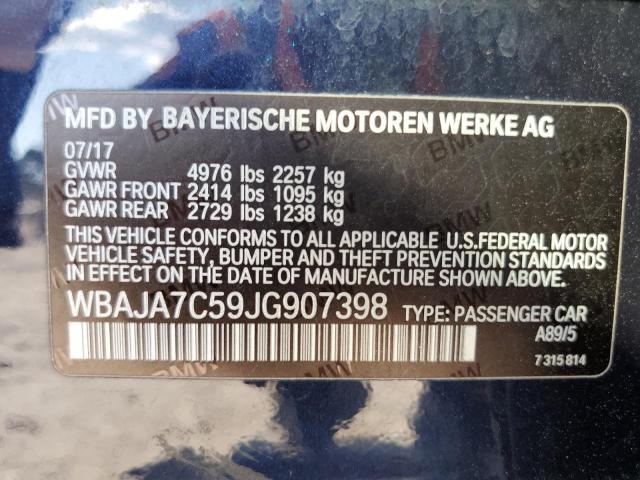 MFD BY BAYERISCHE MOTOREN WERKE AG
07/17
GVWR 4976 lbs 2257 kg
GAWR FRONT 2414 lbs 1095 kg
GAWR REAR 2729 lbs 1238 kg
THIS VEHICLE CONFORMS TO ALL APPLICABLE U.S.FEDERAL MOTOR
VEHICLE SAFETY, BUMPER AND THEFT PREVENTION STANDARDS
IN EFFECT ON THE DATE OF MANUFACTURE SHOWN ABOVE.
WBAJA7C59JG907398 TYPE: PASSENGER CAR
A89/5
7 315 814